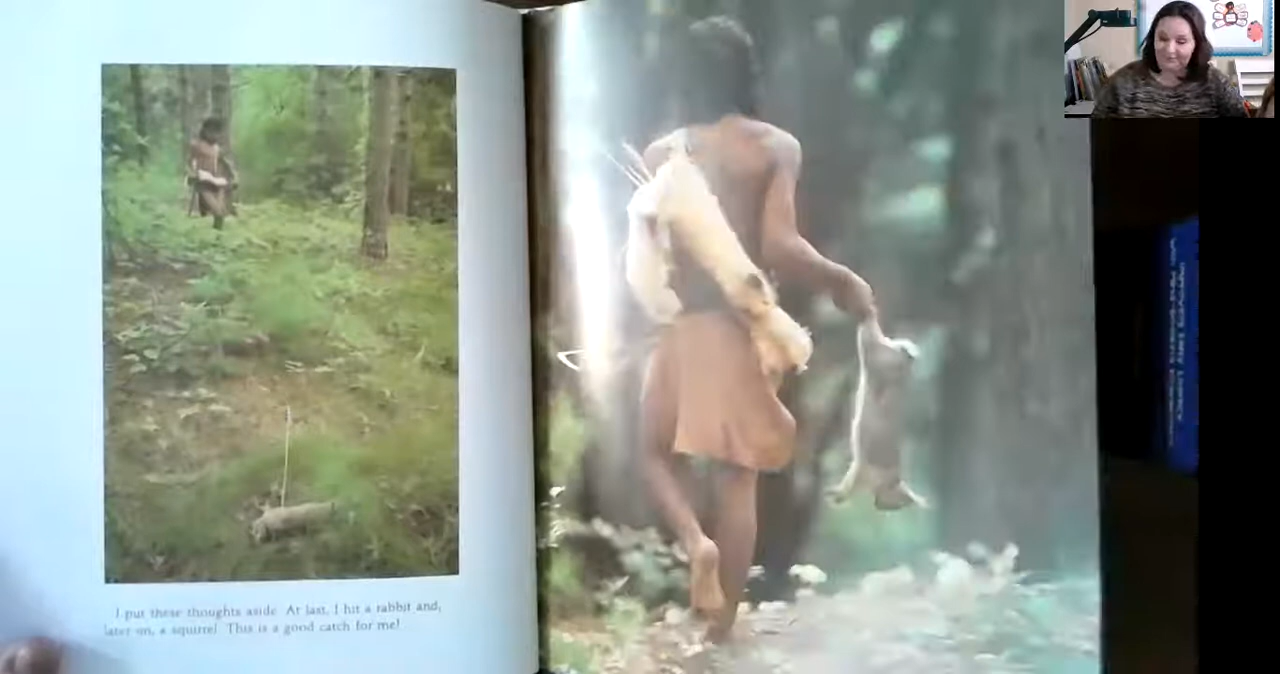 I put these thoughts aside. At last, I hit a rabbit and,
later on, a squirrel. This is a good catch for me!